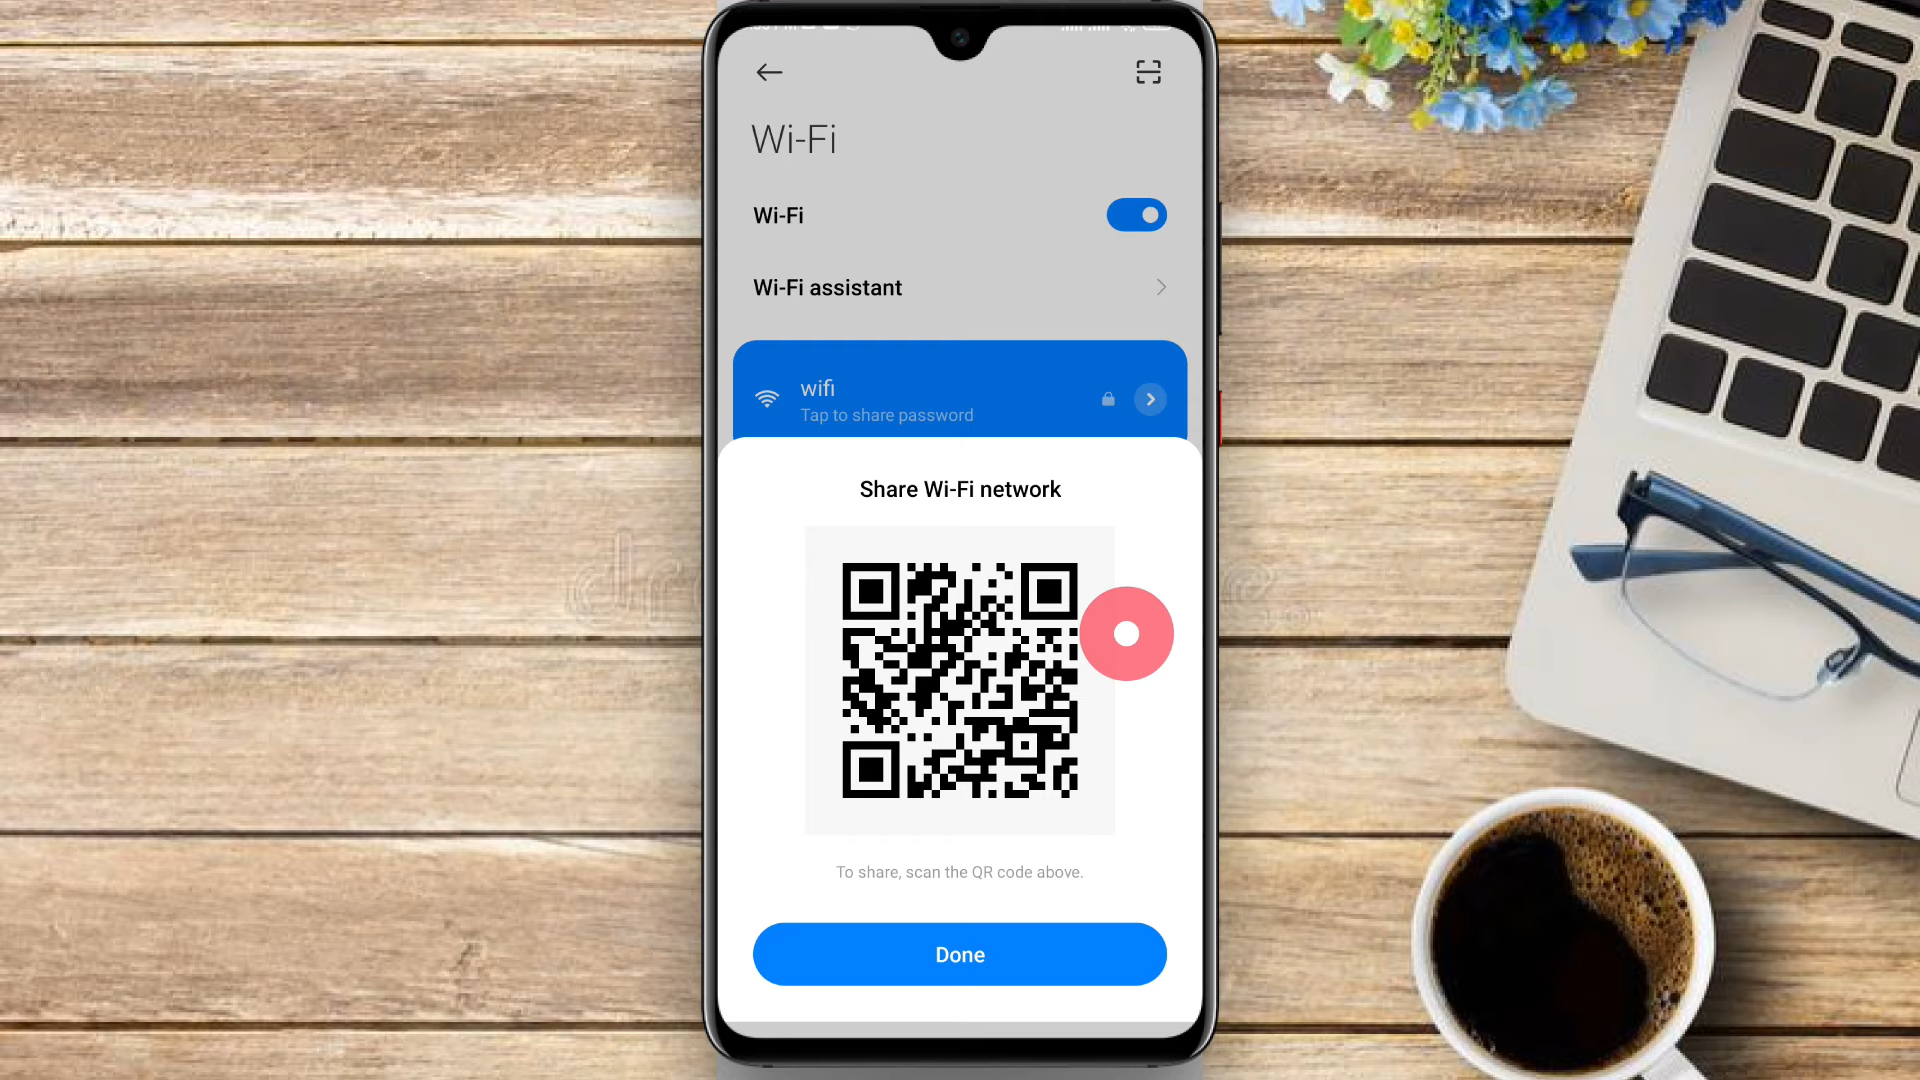 Wi-Fi
Wi-Fi
Wi-Fi assistant
wifi
Tap to share password
Share Wi-Fi network
To share, scan the QR code above.
Done